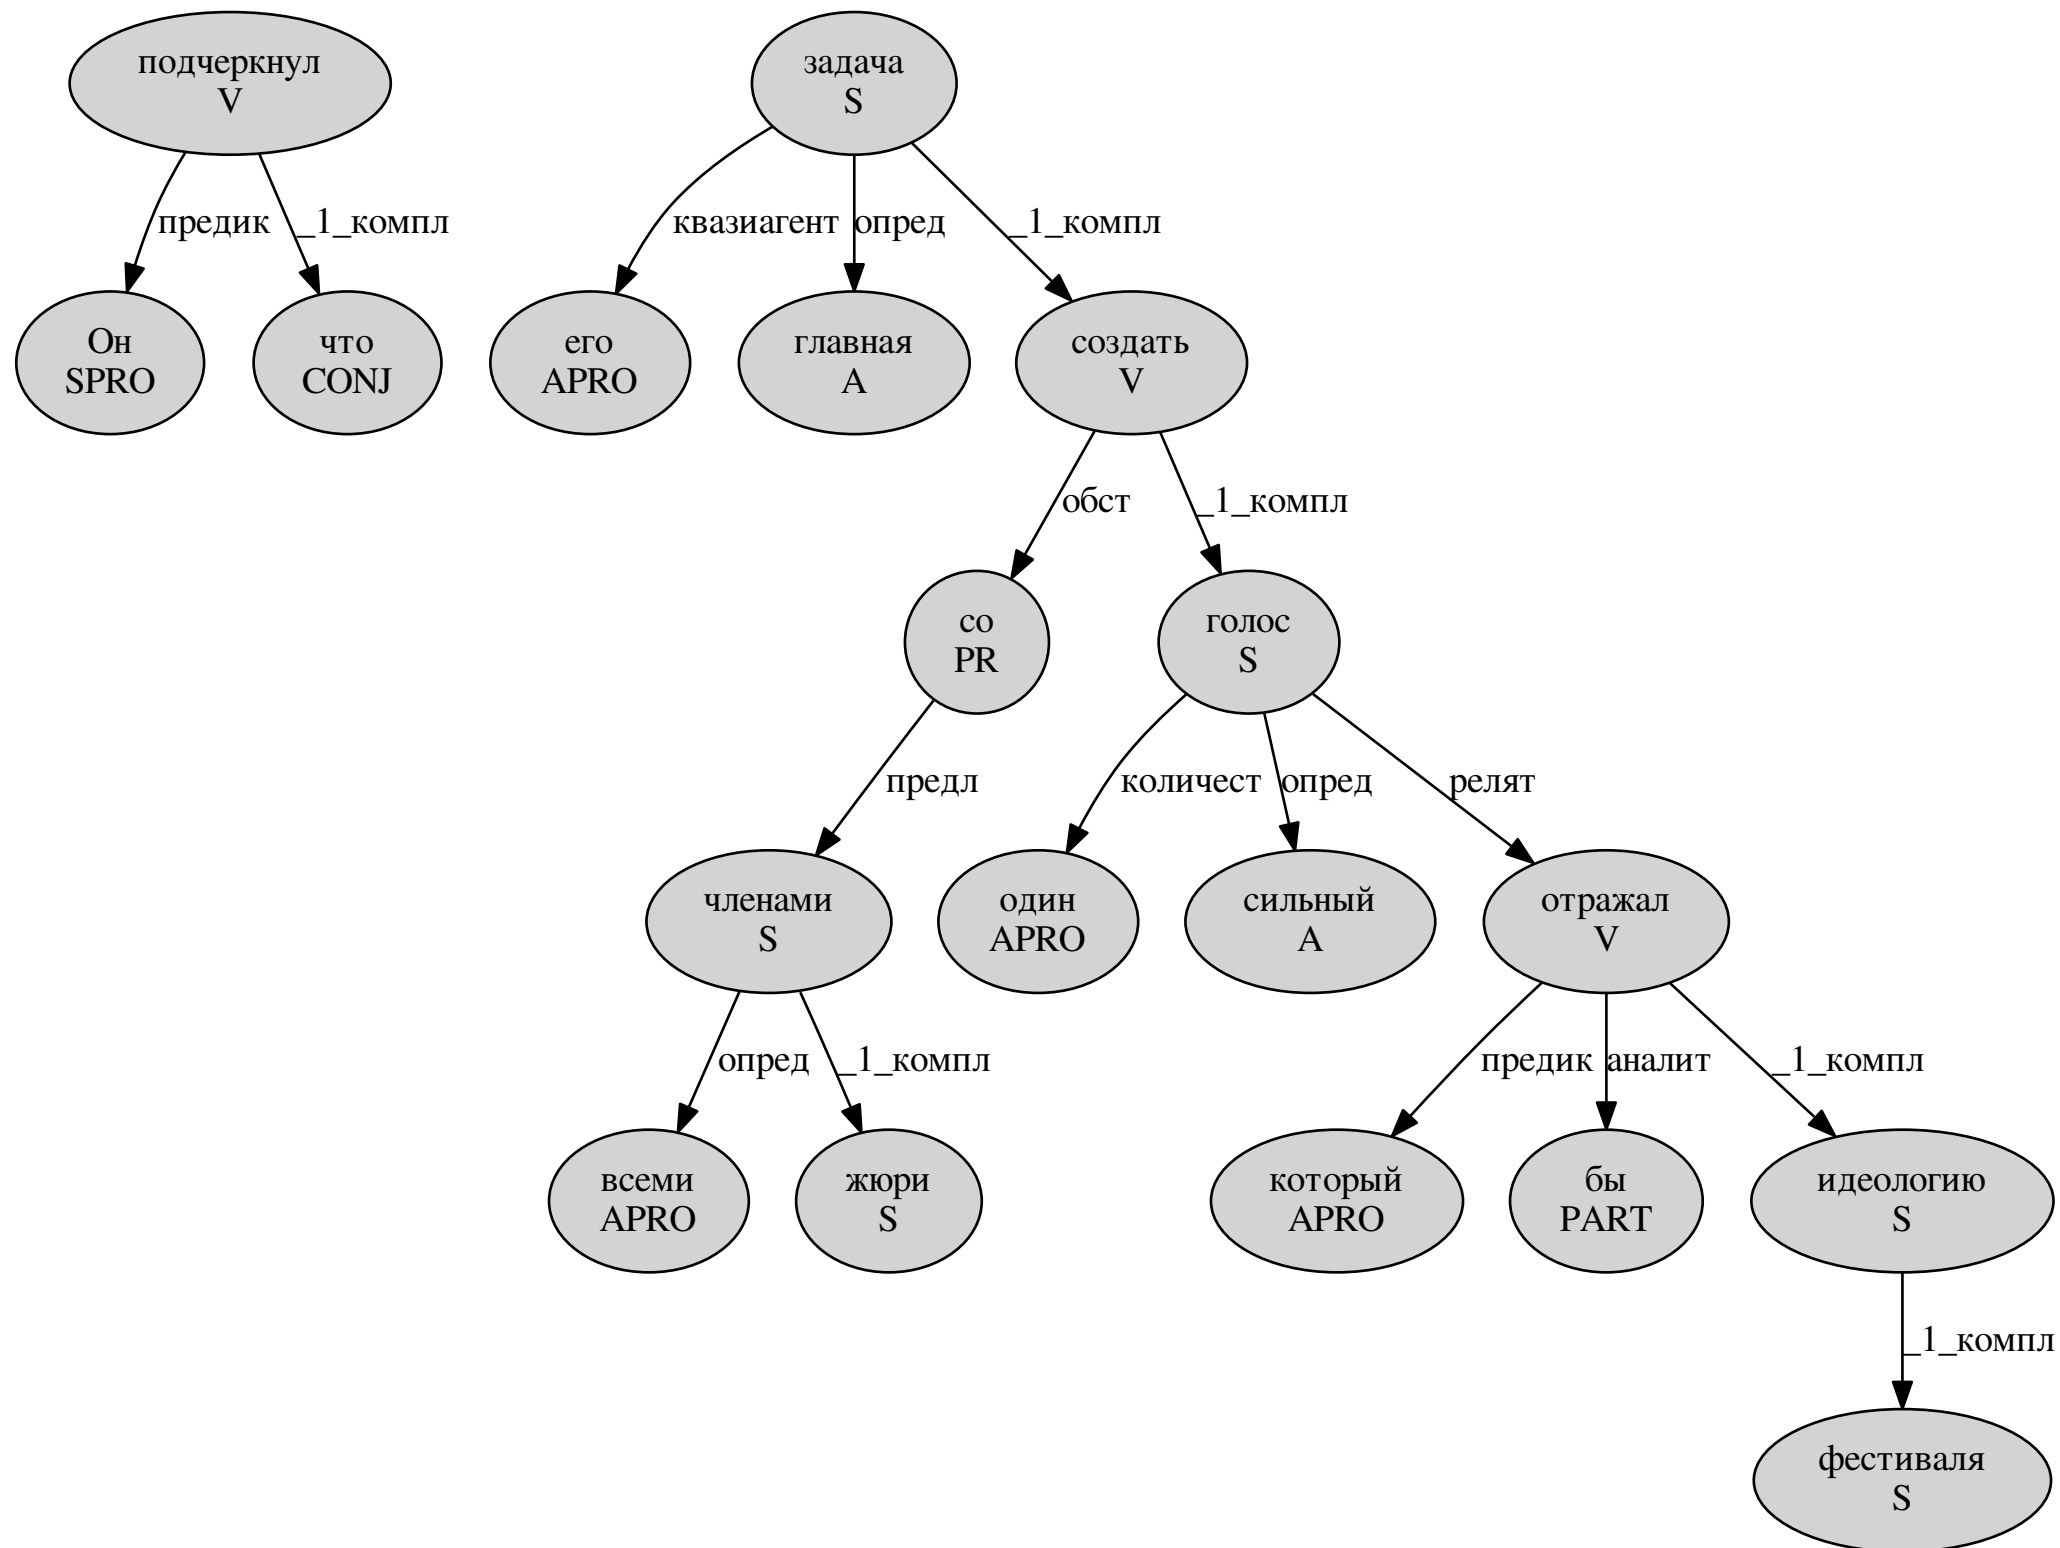 подчеркнул
V
задача
S
предик
_1_компл
квазиагент
опред
_1_компл
Он
SPRO
что
CONJ
его
APRO
главная
A
создать
V
обст
_1_компл
со
PR
голос
S
предл
количест
опред
релят
членами
S
один
APRO
сильный
A
отражал
V
опред
_1_компл
предик
аналит
_1_компл
всеми
APRO
жюри
S
который
APRO
бы
PART
идеологию
S
_1_компл
фестиваля
S